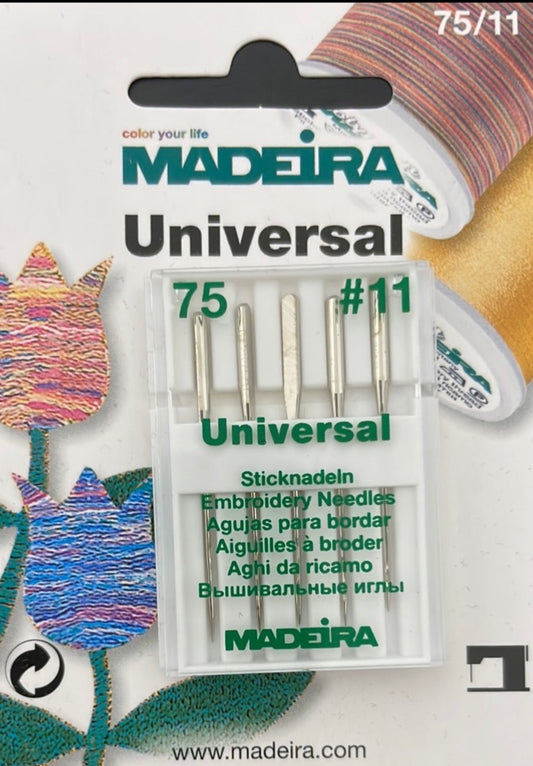 75/11
color your life
MADEIRA
Universal
75 #11
Universal
Sticknadeln
Embroidery Needles
Agujas para bordar
Aiguilles à broder
Aghi da ricamo
Вышивальные иглы
MADEIRA
www.madeira.com